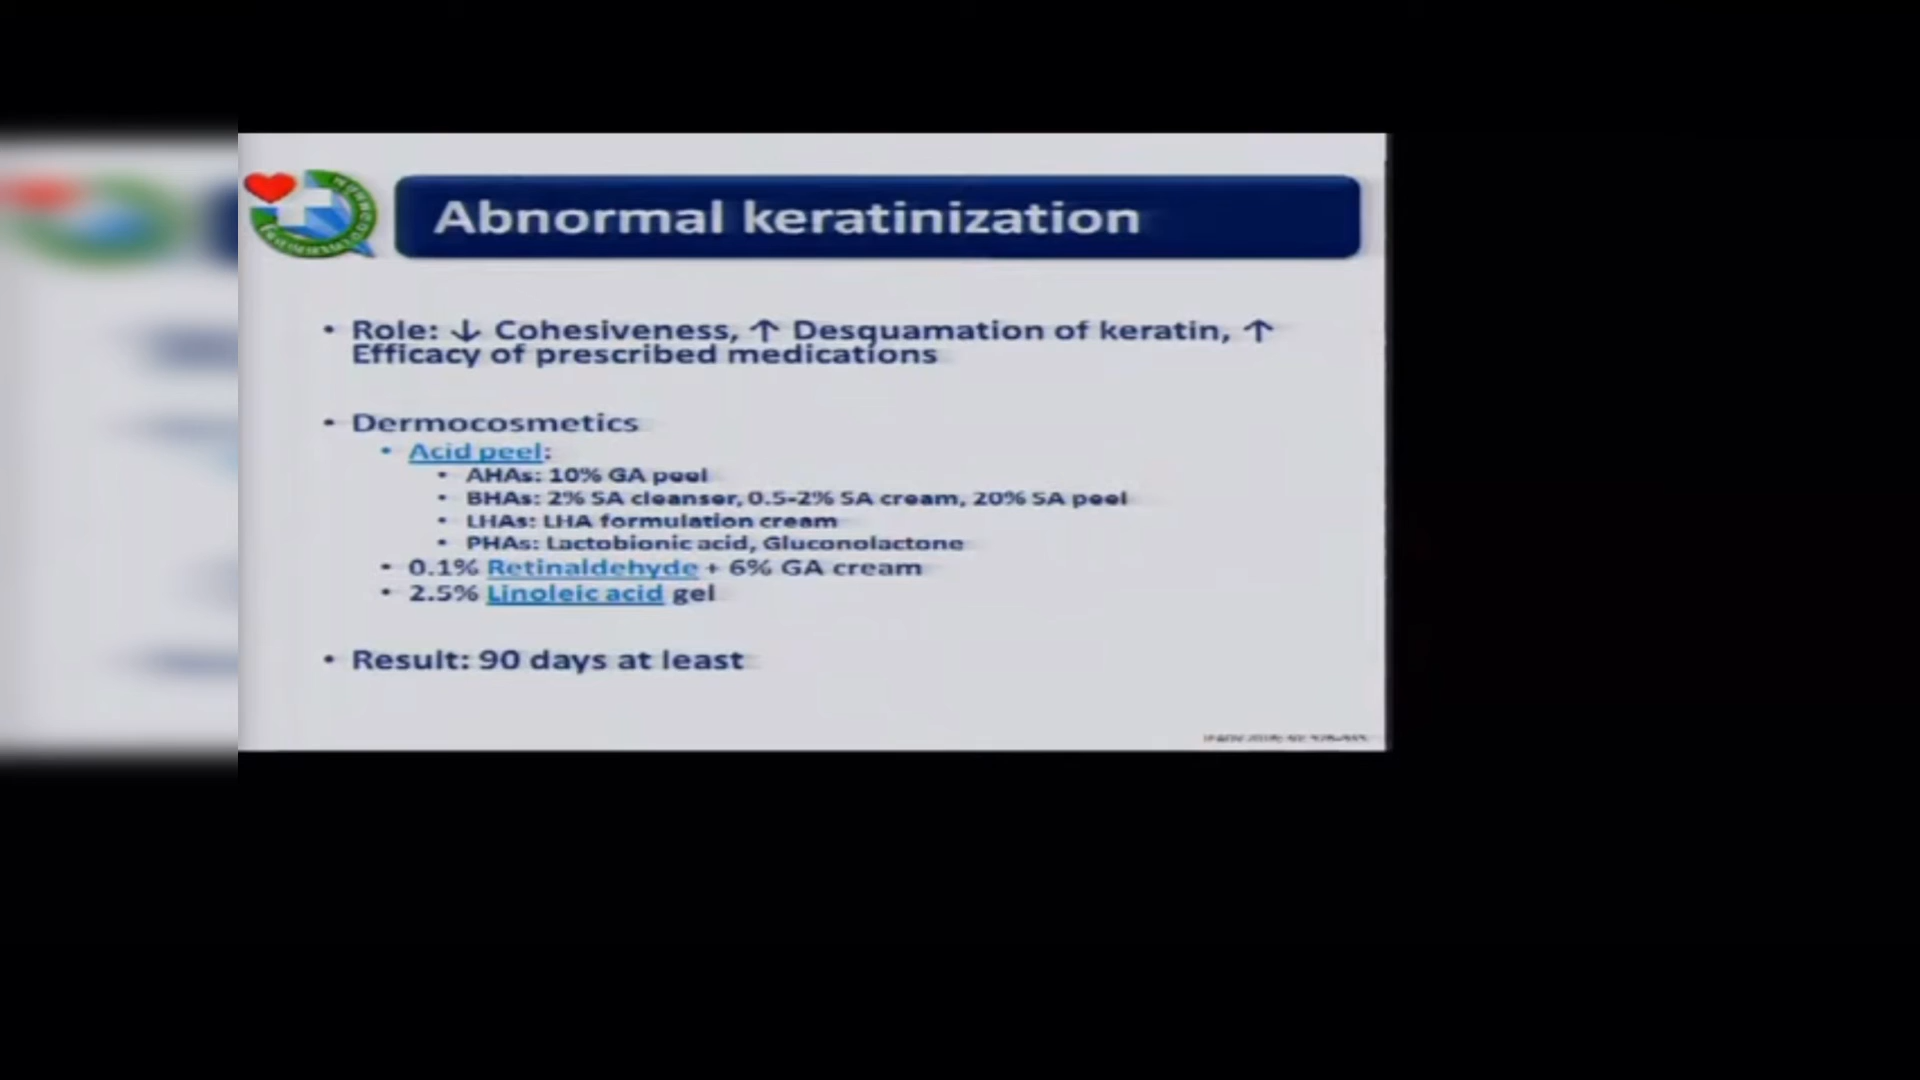 Abnormal keratinization
• Role: ↓ Cohesiveness, ↑ Desquamation of keratin, ↑
Efficacy of prescribed medications
• Dermocosmetics
• Acid peel:
• AHAs: 10% GA peel
• BHAs: 2% SA cleanser, 0.5-2% SA cream, 20% SA peel
• LHAs: LHA formulation cream
• PHAs: Lactobionic acid, Gluconolactone
• 0.1% Retinaldehyde + 6% GA cream
• 2.5% Linoleic acid gel
• Result: 90 days at least